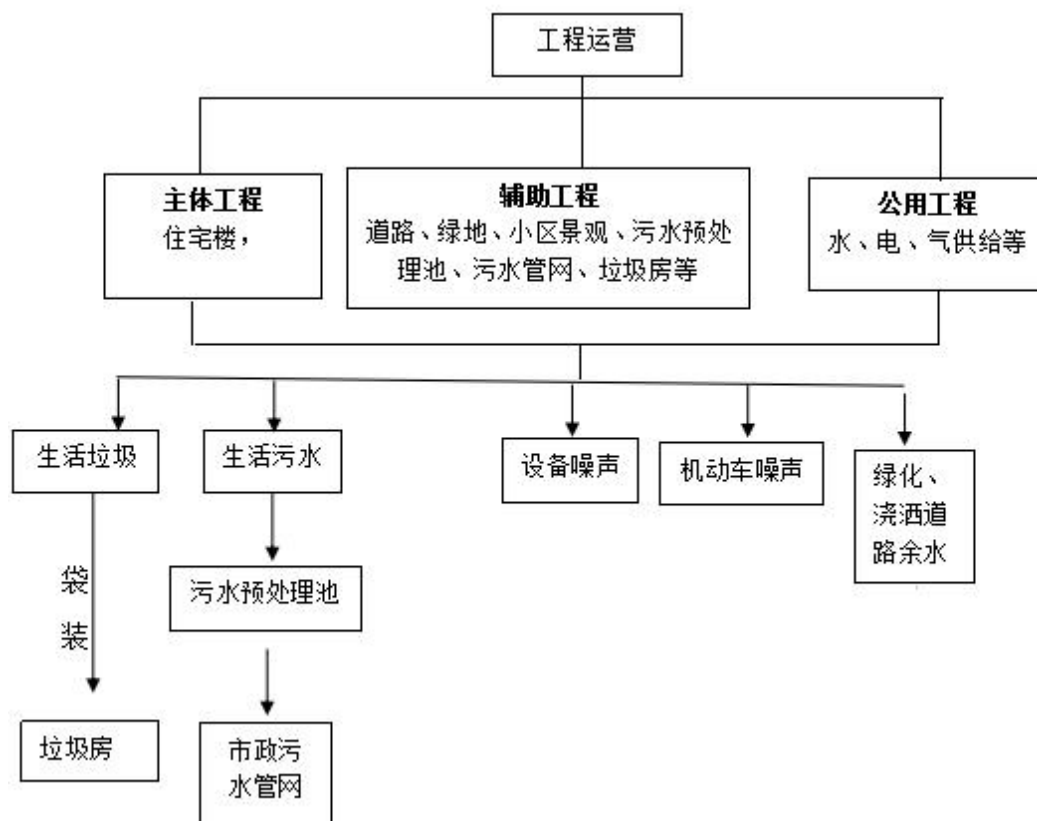 工程运营
主体工程
住宅楼，
辅助工程
道路、绿地、小区景观、污水预处
理池、污水管网、垃圾房等
公用工程
水、电、气供给等
生活垃圾
生活污水
设备噪声
机动车噪声
绿化、
浇洒道
路余水
袋
装
污水预处理池
垃圾房
市政污
水管网